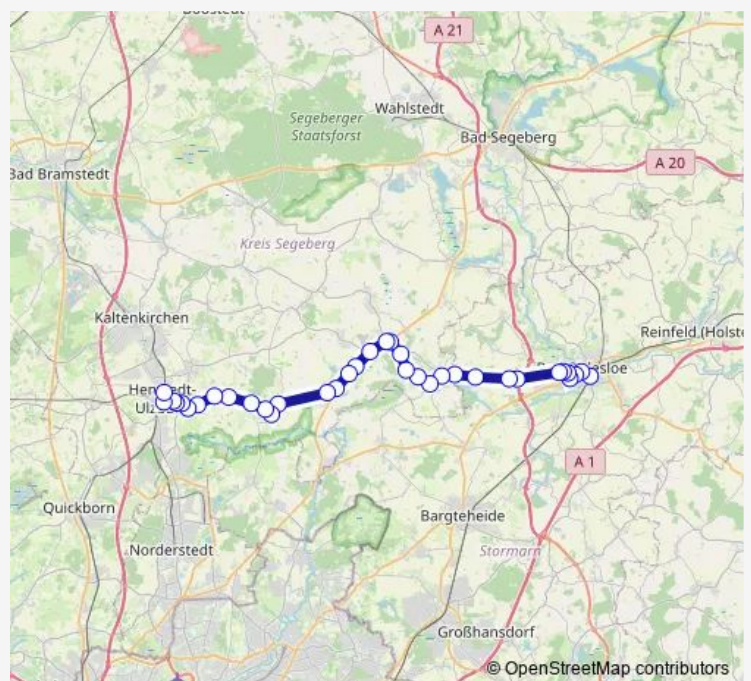 A 21
Wahlstedt
Segeberger
Staatsforst
Bad Segeberg
A 20
Bad Bramstedt
Kreis Segeberg
Kaltenkirchen
Reinfeld (Holste
A 1
Quickborn
Bargteheide
Norderstedt
Stormarn
Großhansdorf
© OpenStreetMap contributors